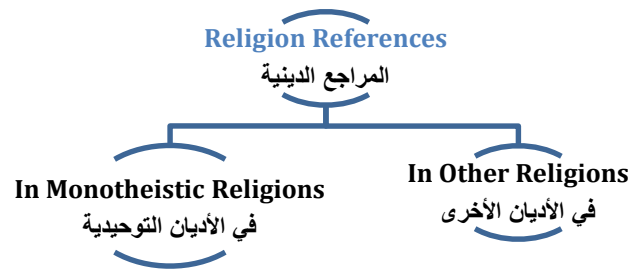 Religion References
المراجع الدينية
In Monotheistic Religions
في الأديان التوحيدية
In Other Religions
في الأديان الأخرى